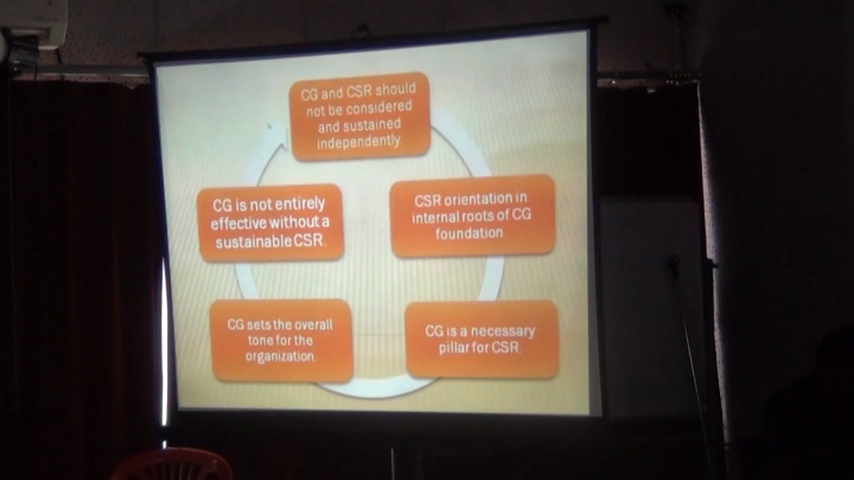 CG and CSR should
not be considered
and sustained
independently.
CSR orientation in
internal roots of CG
foundation
CG is a necessary
pillar for CSR.
CG sets the overall
tone for the
organization.
CG is not entirely
effective without a
sustainable CSR.